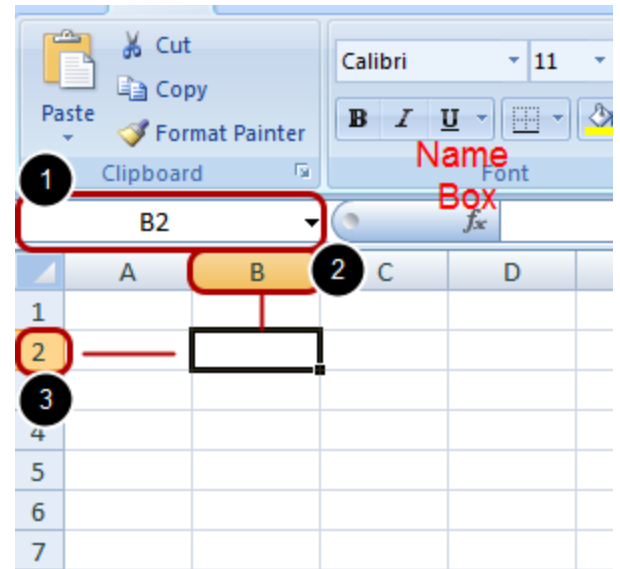 Cut
Copy
Paste
Format Painter
Clipboard
Calibri 11
B I U
Font
Name
Box
1
B2
fx
2
A B C D
1
2
3
4
5
6
7